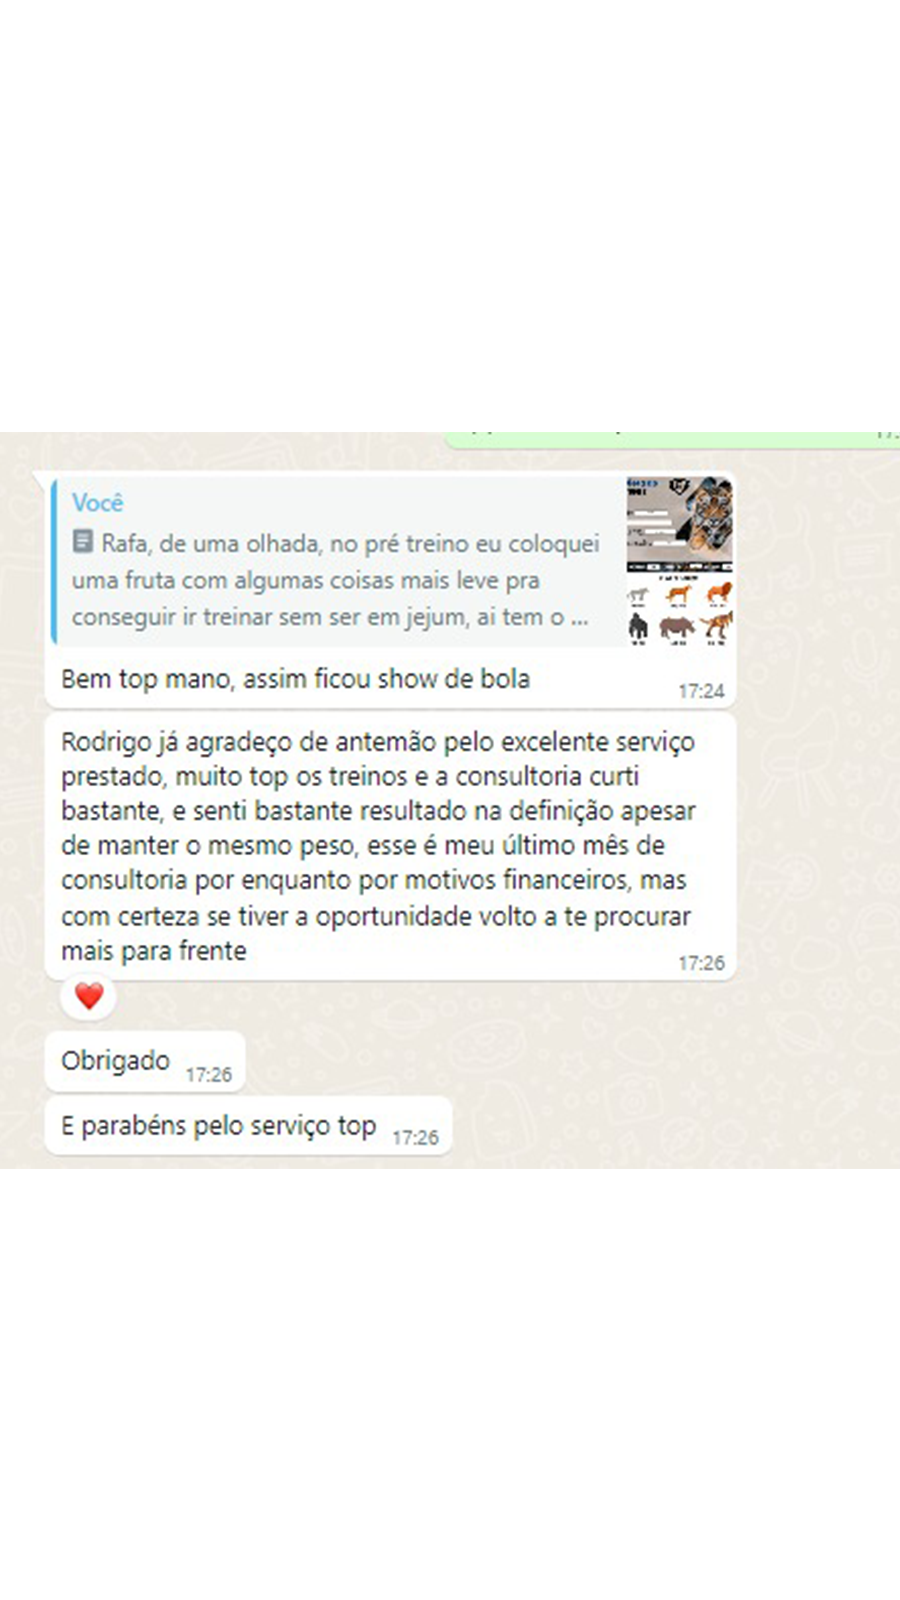 Você
Rafa, de uma olhada, no pré treino eu coloquei
uma fruta com algumas coisas mais leve pra
conseguir ir treinar sem ser em jejum, ai tem o ...
Bem top mano, assim ficou show de bola
17:24
Rodrigo já agradeço de antemão pelo excelente serviço
prestado, muito top os treinos e a consultoria curti
bastante, e senti bastante resultado na definição apesar
de manter o mesmo peso, esse é meu último mês de
consultoria por enquanto por motivos financeiros, mas
com certeza se tiver a oportunidade volto a te procurar
mais para frente
17:26
Obrigado 17:26
E parabéns pelo serviço top 17:26